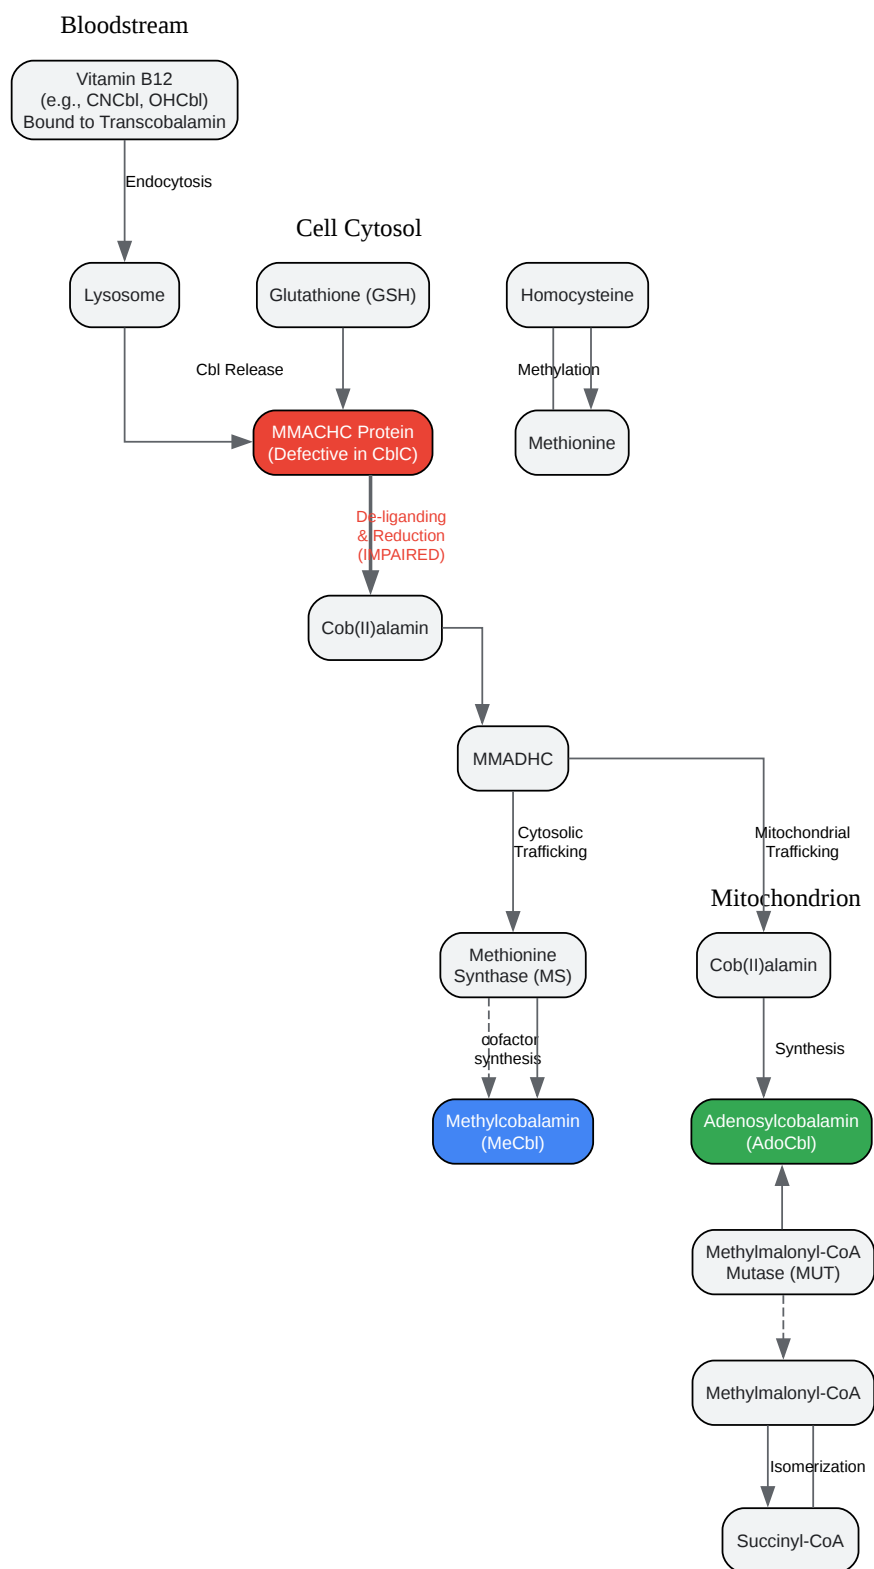 Bloodstream
Vitamin B12
(e.g., CNCbl, OHCbl)
Bound to Transcobalamin
Endocytosis
Cell Cytosol
Lysosome
Glutathione (GSH)
Homocysteine
Cbl Release
Methylation
MMACHC Protein
(Defective in CblC)
Methionine
De-liganding
& Reduction
(IMPAIRED)
Cob(II)alamin
MMADHC
Cytosolic
Trafficking
Mitochondrial
Trafficking
Mitochondrion
Methionine
Synthase (MS)
Cob(II)alamin
cofactor
synthesis
Synthesis
Methylcobalamin
(MeCbl)
Adenosylcobalamin
(AdoCbl)
Methylmalonyl-CoA
Mutase (MUT)
Methylmalonyl-CoA
Isomerization
Succinyl-CoA